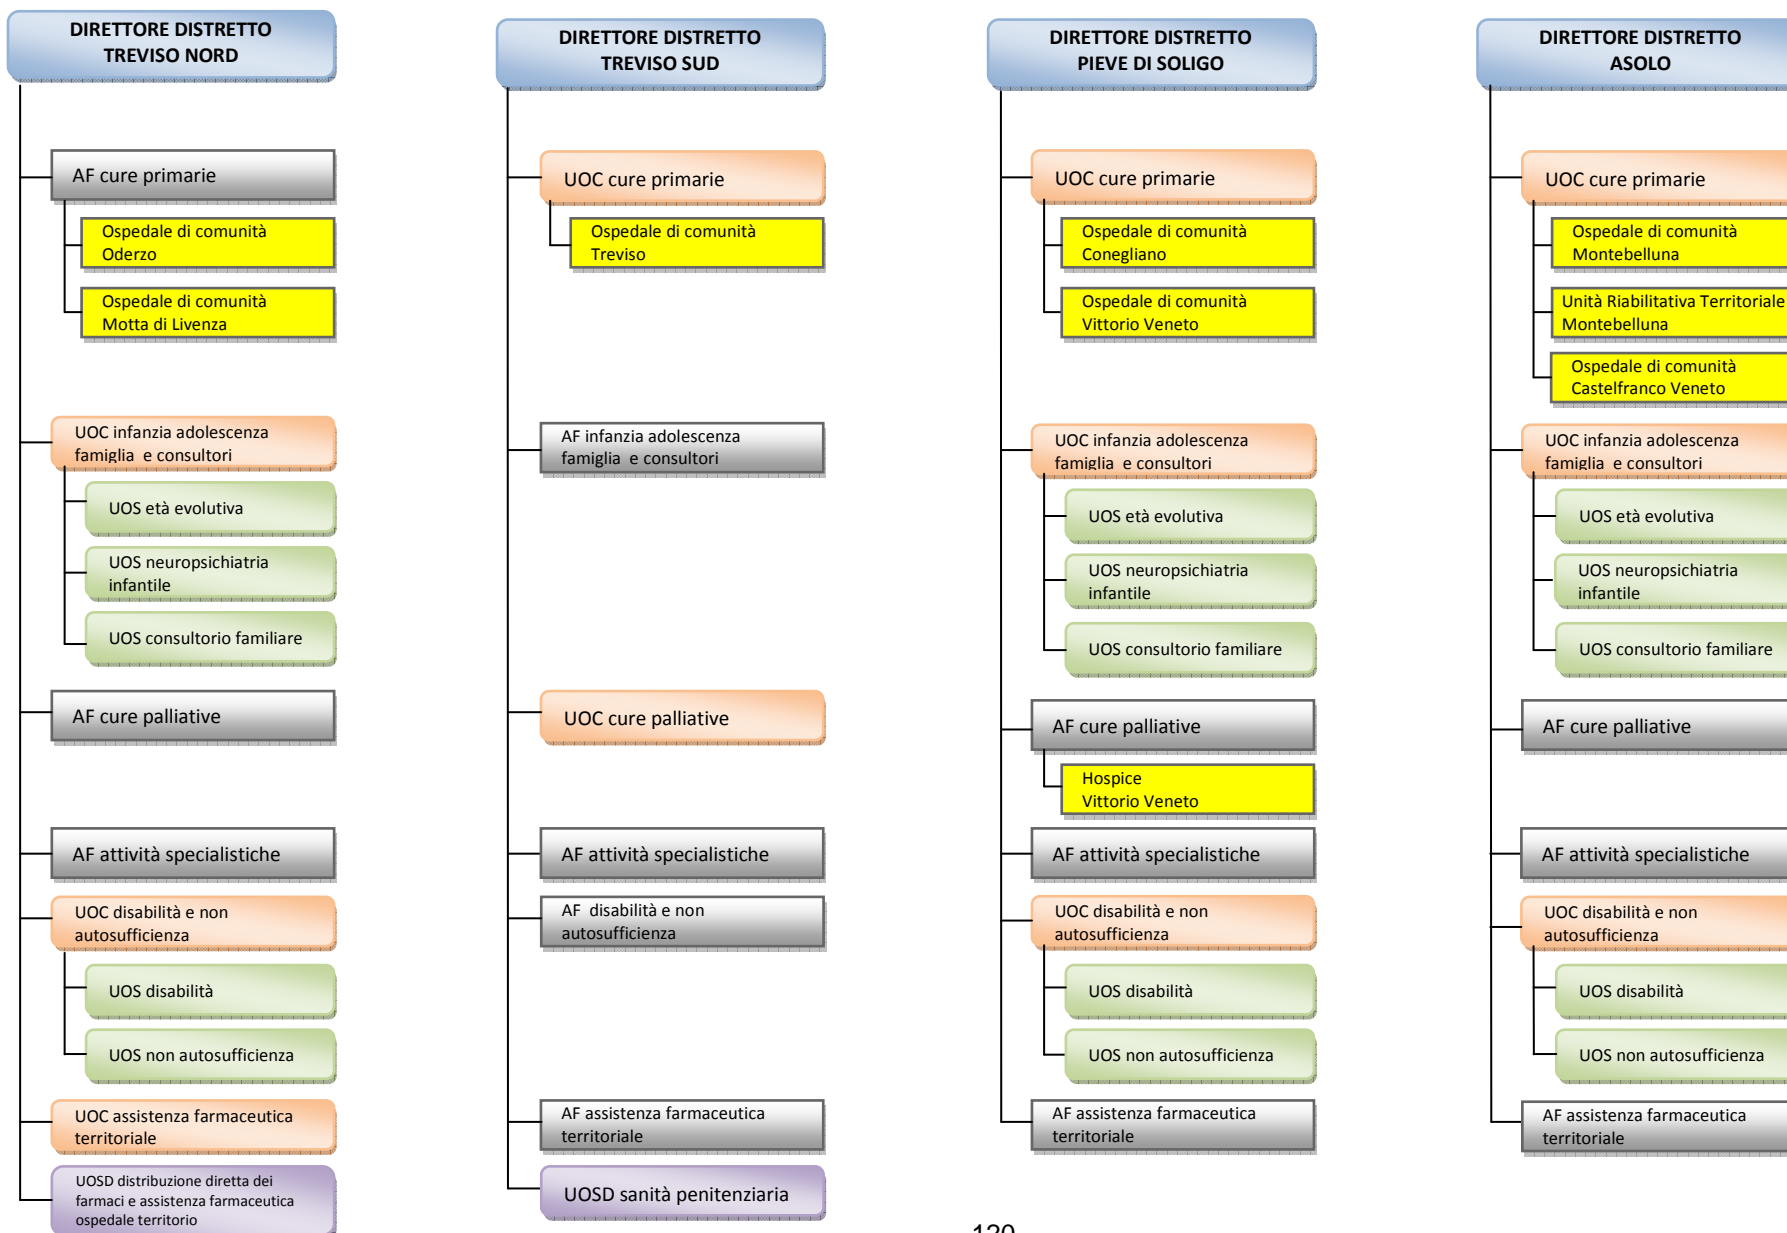 DIRETTORE DISTRETTO
TREVISO NORD
AF cure primarie
Ospedale di comunità
Oderzo
Ospedale di comunità
Motta di Livenza
UOC infanzia adolescenza
famiglia e consultori
UOS età evolutiva
UOS neuropsichiatria
infantile
UOS consultorio familiare
AF cure palliative
AF attività specialistiche
UOC disabilità e non
autosufficienza
UOS disabilità
UOS non autosufficienza
UOC assistenza farmaceutica
territoriale
UOSD distribuzione diretta dei
farmaci e assistenza farmaceutica
ospedale territorio
DIRETTORE DISTRETTO
TREVISO SUD
UOC cure primarie
Ospedale di comunità
Treviso
AF infanzia adolescenza
famiglia e consultori
UOC cure palliative
AF attività specialistiche
AF disabilità e non
autosufficienza
AF assistenza farmaceutica
territoriale
UOSD sanità penitenziaria
DIRETTORE DISTRETTO
PIEVE DI SOLIGO
UOC cure primarie
Ospedale di comunità
Conegliano
Ospedale di comunità
Vittorio Veneto
UOC infanzia adolescenza
famiglia e consultori
UOS età evolutiva
UOS neuropsichiatria
infantile
UOS consultorio familiare
AF cure palliative
Hospice
Vittorio Veneto
AF attività specialistiche
UOC disabilità e non
autosufficienza
UOS disabilità
UOS non autosufficienza
AF assistenza farmaceutica
territoriale
DIRETTORE DISTRETTO
ASOLO
UOC cure primarie
Ospedale di comunità
Montebelluna
Unità Riabilitativa Territoriale
Montebelluna
Ospedale di comunità
Castelfranco Veneto
UOC infanzia adolescenza
famiglia e consultori
UOS età evolutiva
UOS neuropsichiatria
infantile
UOS consultorio familiare
AF cure palliative
AF attività specialistiche
UOC disabilità e non
autosufficienza
UOS disabilità
UOS non autosufficienza
AF assistenza farmaceutica
territoriale